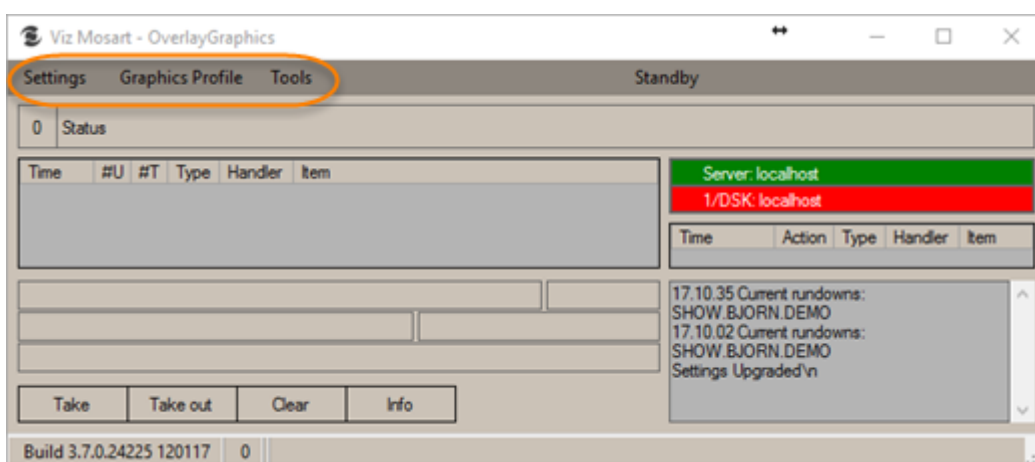 Viz Mosart - OverlayGraphics
Settings Graphics Profile Tools Standby
0 Status
Time #U #T Type Handler Item
Server: localhost
1/DSK: localhost
Time Action Type Handler Item
17.10.35 Current rundowns:
SHOW.BJORN.DEMO
17.10.02 Current rundowns:
SHOW.BJORN.DEMO
Settings Upgraded\n
Take Take out Clear Info
Build 3.7.0.24225 120117 0